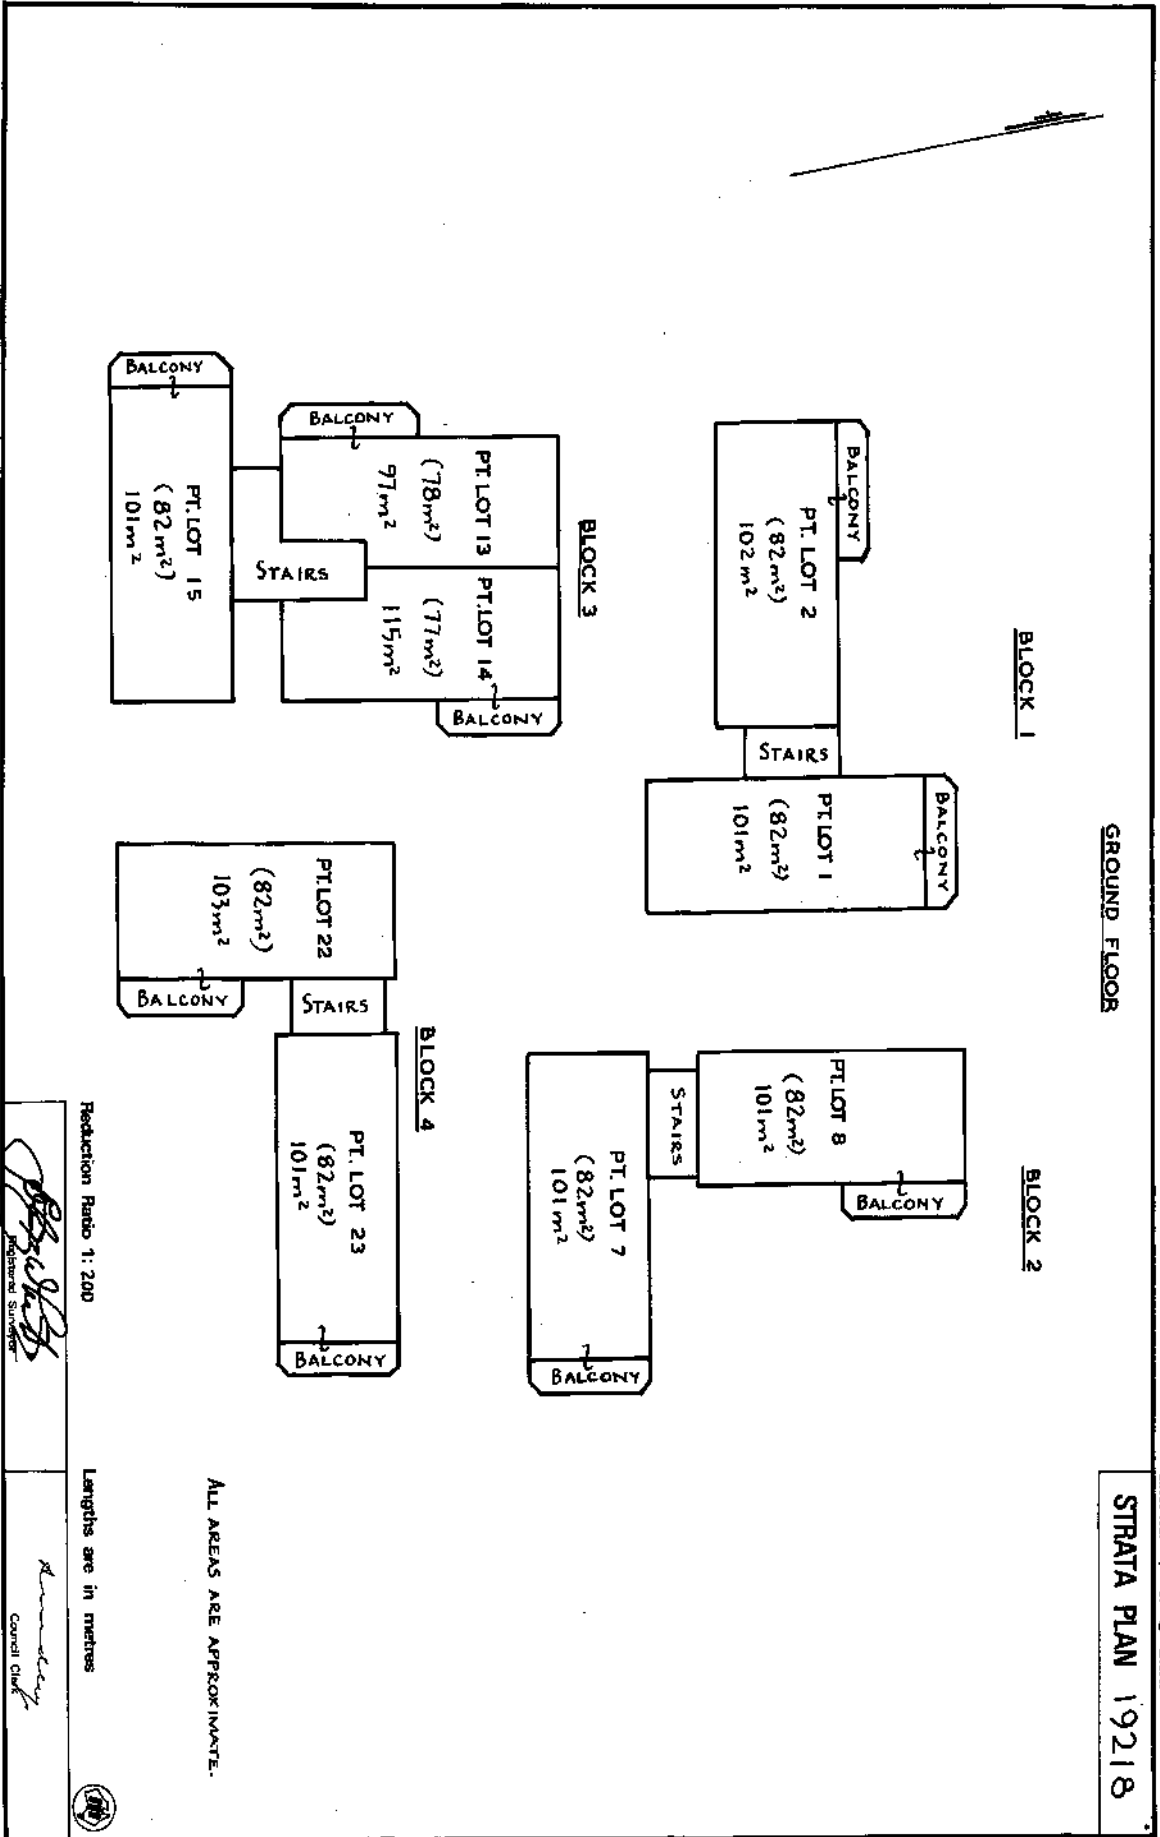 STRATA PLAN 19218
GROUND FLOOR
BLOCK 1
BLOCK 2
BALCONY
PT. LOT 2
(82m²)
102m²
STAIRS
BALCONY
PT. LOT 1
(82m²)
101m²
PT. LOT 8
(82m²)
101m²
BALCONY
STAIRS
PT. LOT 7
(82m²)
101m²
BALCONY
BLOCK 3
BALCONY
PT. LOT 13
(78m²)
97m²
PT. LOT 14
(77m²)
115m²
BALCONY
STAIRS
BALCONY
PT. LOT 15
(82m²)
101m²
BLOCK 4
PT. LOT 22
(82m²)
103m²
BALCONY
STAIRS
PT. LOT 23
(82m²)
101m²
BALCONY
ALL AREAS ARE APPROXIMATE.
Reduction Ratio 1: 200
Lengths are in metres
Registered Surveyor
Council Clerk